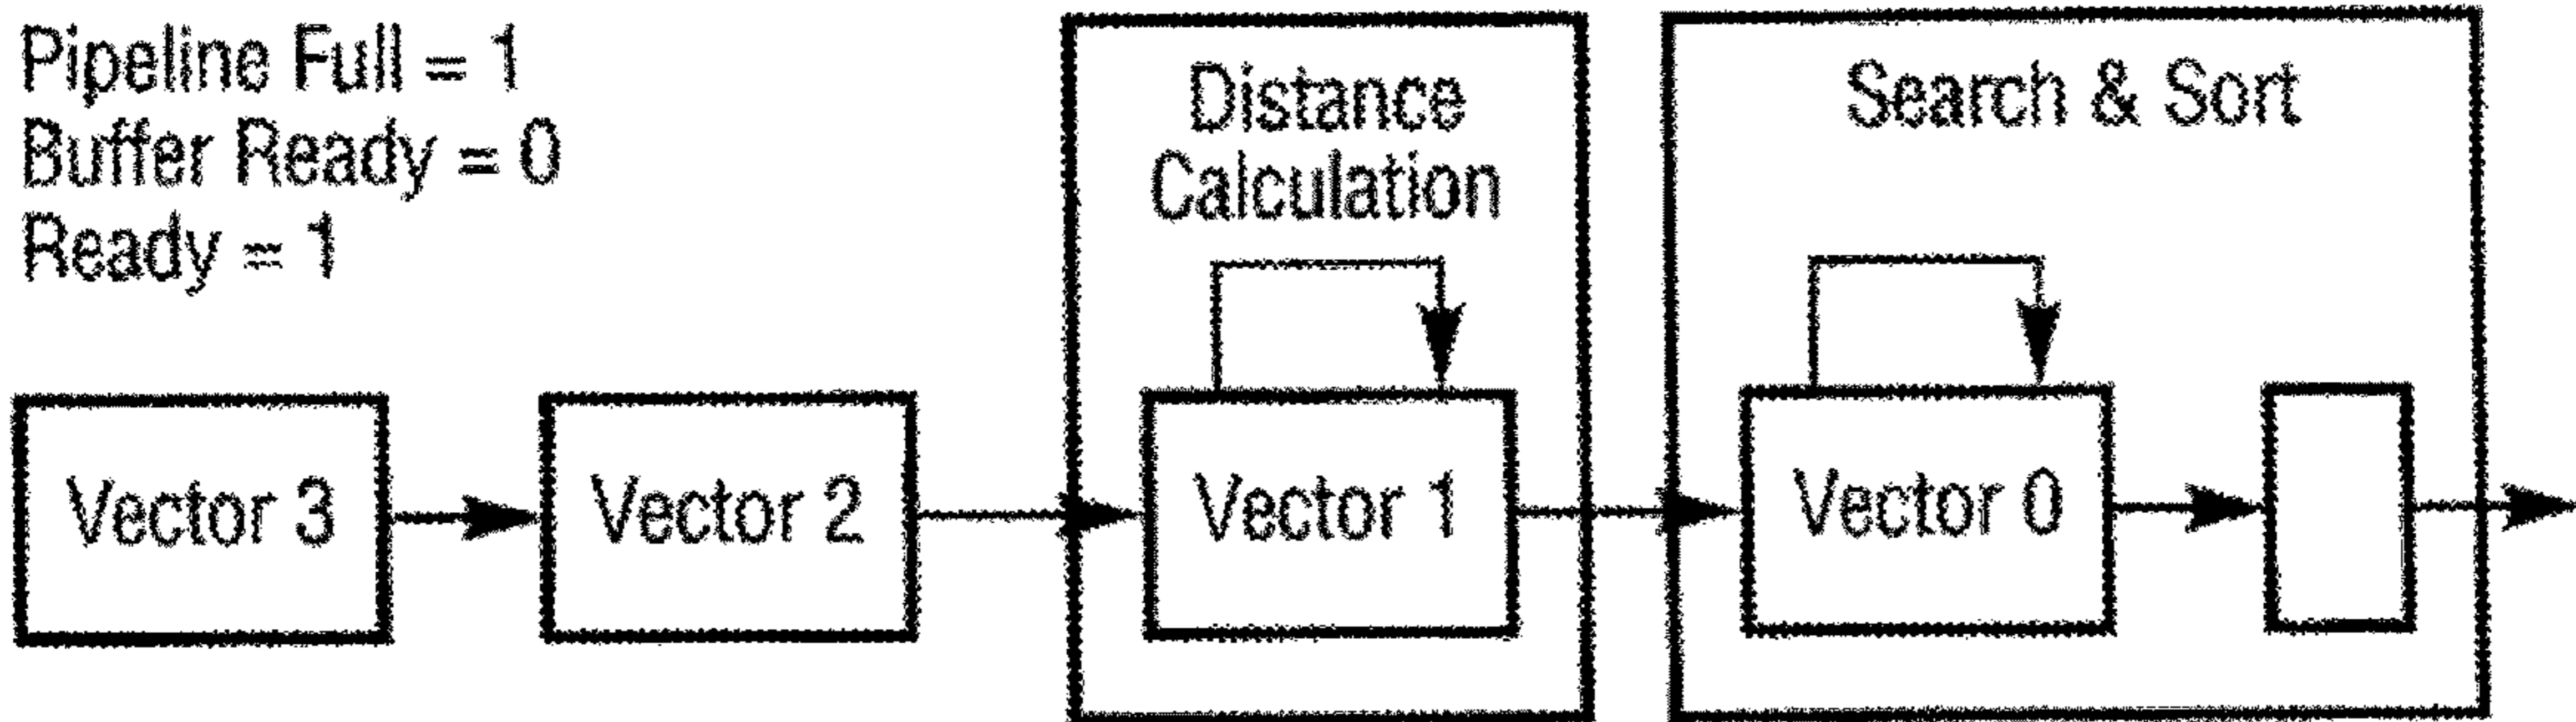 Pipeline Full = 1
Buffer Ready = 0
Ready = 1
Distance
Calculation
Search & Sort
Vector 3
Vector 2
Vector 1
Vector 0